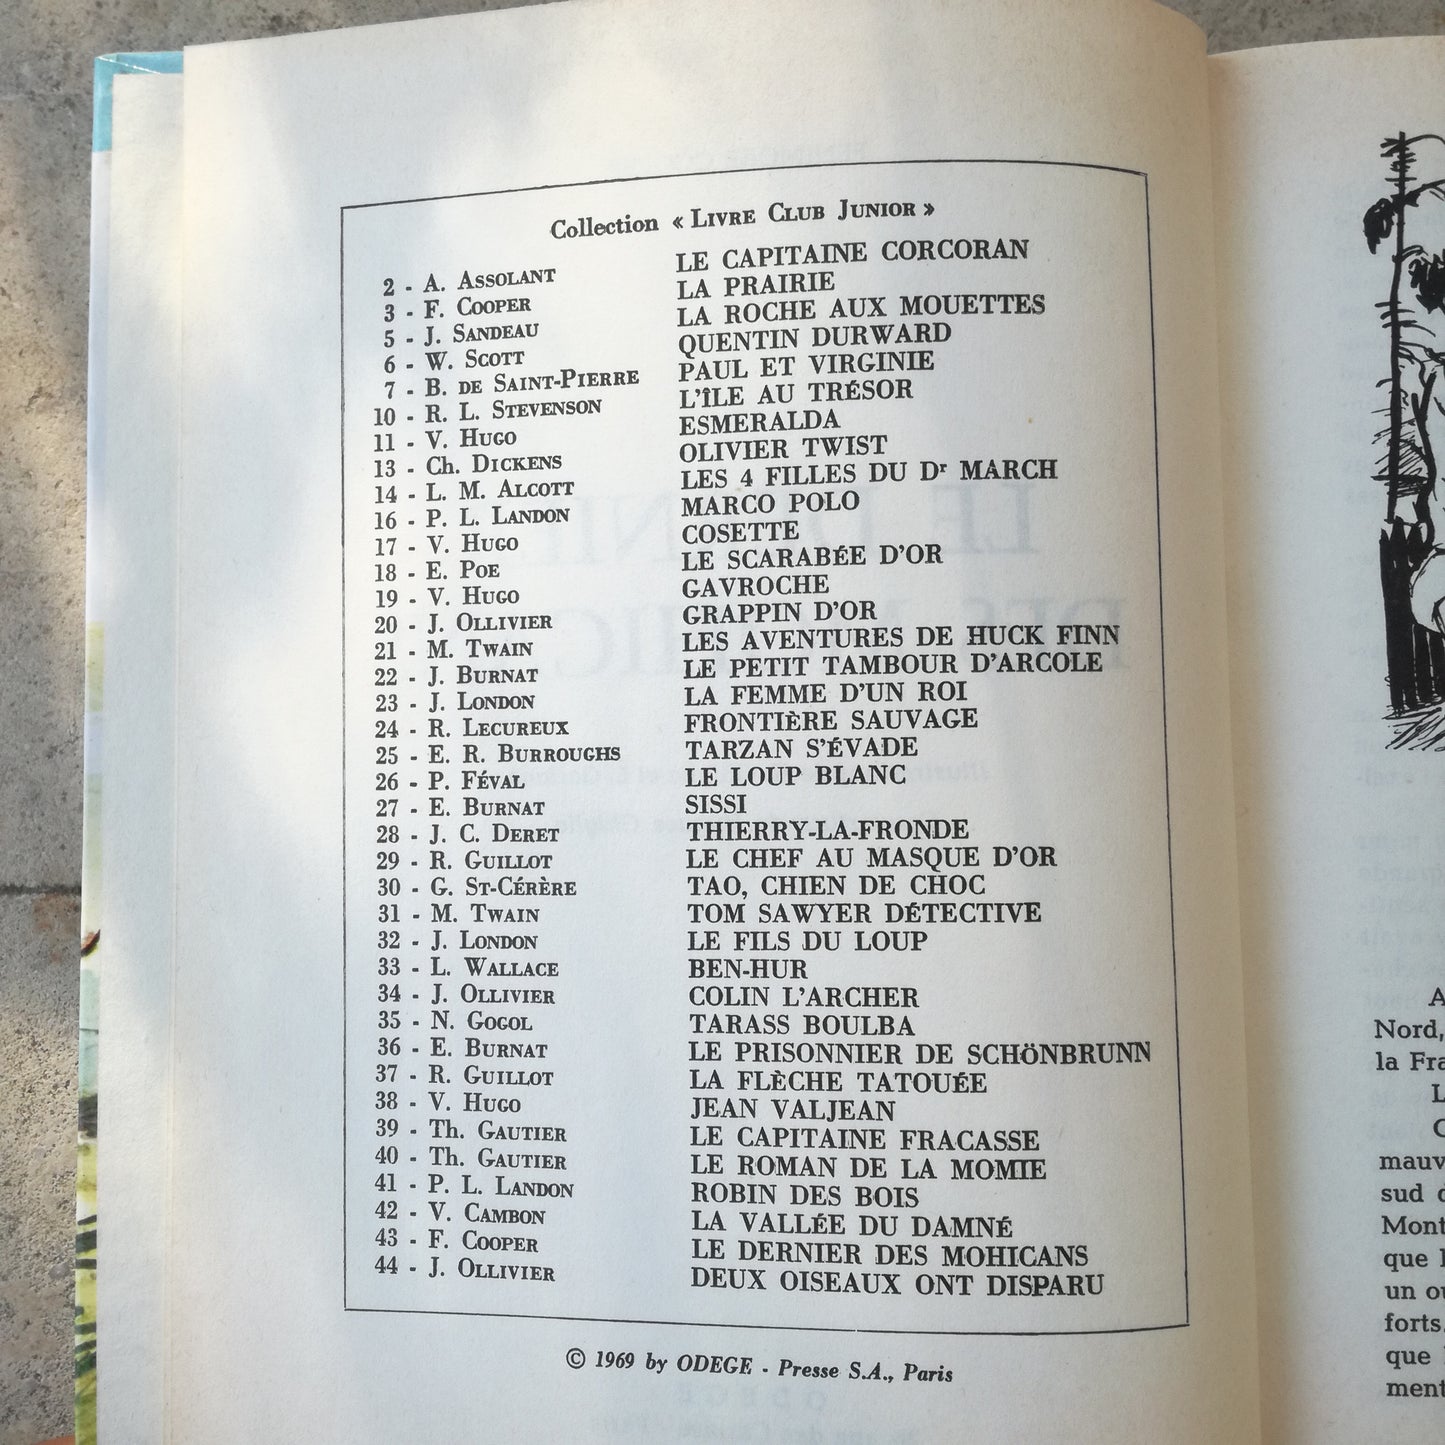 Collection « LIVRE CLUB JUNIOR »
2 - A. ASSOLANT LE CAPITAINE CORCORAN
3 - F. COOPER LA PRAIRIE
5 - J. SANDEAU LA ROCHE AUX MOUETTES
6 - W. SCOTT QUENTIN DURWARD
7 - B. DE SAINT-PIERRE PAUL ET VIRGINIE
10 - R. L. STEVENSON L'ÎLE AU TRÉSOR
11 - V. HUGO ESMERALDA
13 - Ch. DICKENS OLIVIER TWIST
14 - L. M. ALCOTT LES 4 FILLES DU Dr MARCH
16 - P. L. LANDON MARCO POLO
17 - V. HUGO COSETTE
18 - E. POE LE SCARABÉE D'OR
19 - V. HUGO GAVROCHE
20 - J. OLLIVIER GRAPPIN D'OR
21 - M. TWAIN LES AVENTURES DE HUCK FINN
22 - J. BURNAT LE PETIT TAMBOUR D'ARCOLE
23 - J. LONDON LA FEMME D'UN ROI
24 - R. LECUREUX FRONTIÈRE SAUVAGE
25 - E. R. BURROUGHS TARZAN S'ÉVADE
26 - P. FÉVAL LE LOUP BLANC
27 - E. BURNAT SISSI
28 - J. C. DERET THIERRY-LA-FRONDE
29 - R. GUILLOT LE CHEF AU MASQUE D'OR
30 - G. ST-CÉRÈRE TAO, CHIEN DE CHOC
31 - M. TWAIN TOM SAWYER DÉTECTIVE
32 - J. LONDON LE FILS DU LOUP
33 - L. WALLACE BEN-HUR
34 - J. OLLIVIER COLIN L'ARCHER
35 - N. GOGOL TARASS BOULBA
36 - E. BURNAT LE PRISONNIER DE SCHÖNBRUNN
37 - R. GUILLOT LA FLÈCHE TATOUÉE
38 - V. HUGO JEAN VALJEAN
39 - Th. GAUTIER LE CAPITAINE FRACASSE
40 - Th. GAUTIER LE ROMAN DE LA MOMIE
41 - P. L. LANDON ROBIN DES BOIS
42 - V. CAMBON LA VALLÉE DU DAMNÉ
43 - F. COOPER LE DERNIER DES MOHICANS
44 - J. OLLIVIER DEUX OISEAUX ONT DISPARU
© 1969 by ODEGE - Presse S.A., Paris
Nord,
la Fra
mauv
sud d
Mont
que l
un ou
forts.
que
ment